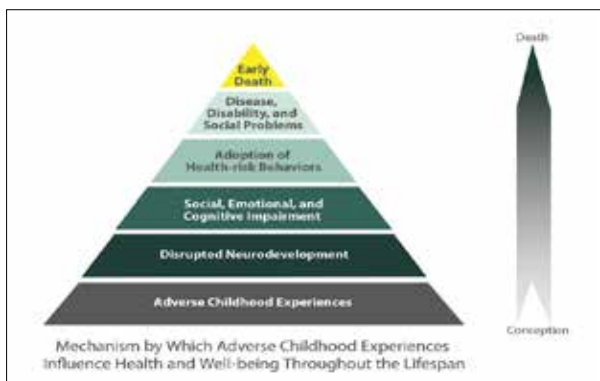 Early
Death
Disease,
Disability, and
Social Problems
Adoption of
Health-risk Behaviors
Social, Emotional, and
Cognitive Impairment
Disrupted Neurodevelopment
Adverse Childhood Experiences
Mechanism by Which Adverse Childhood Experiences
Influence Health and Well-being Throughout the Lifespan
Death
Conception